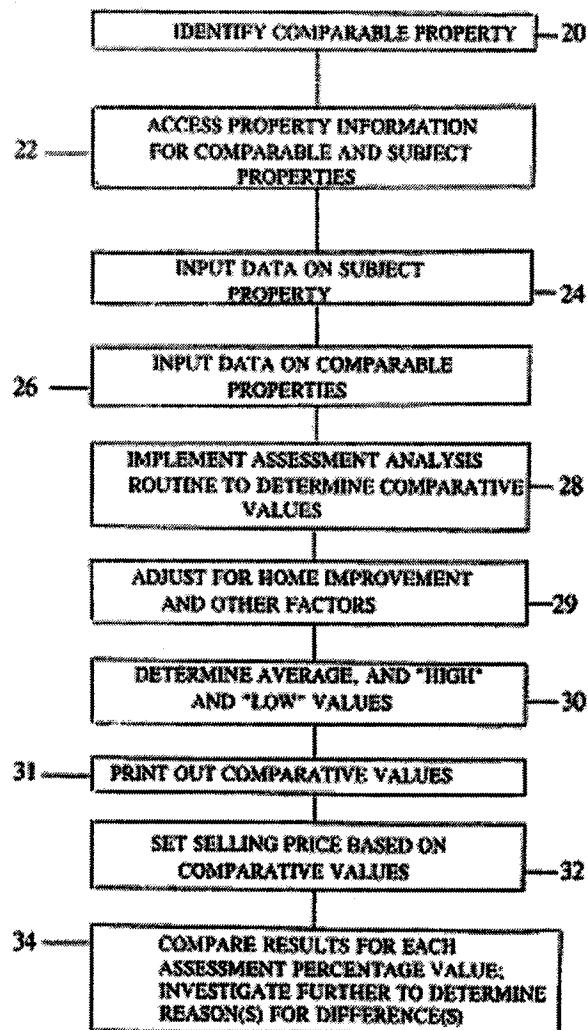 IDENTIFY COMPARABLE PROPERTY 20
ACCESS PROPERTY INFORMATION
22 FOR COMPARABLE AND SUBJECT
PROPERTIES
INPUT DATA ON SUBJECT
PROPERTY 24
INPUT DATA ON COMPARABLE
26 PROPERTIES
IMPLEMENT ASSESSMENT ANALYSIS
ROUTINE TO DETERMINE COMPARATIVE 28
VALUES
ADJUST FOR HOME IMPROVEMENT
AND OTHER FACTORS 29
DETERMINE AVERAGE, AND "HIGH"
AND "LOW" VALUES 30
31 PRINT OUT COMPARATIVE VALUES
SET SELLING PRICE BASED ON
COMPARATIVE VALUES 32
34 COMPARE RESULTS FOR EACH
ASSESSMENT PERCENTAGE VALUE;
INVESTIGATE FURTHER TO DETERMINE
REASON(S) FOR DIFFERENCE(S)